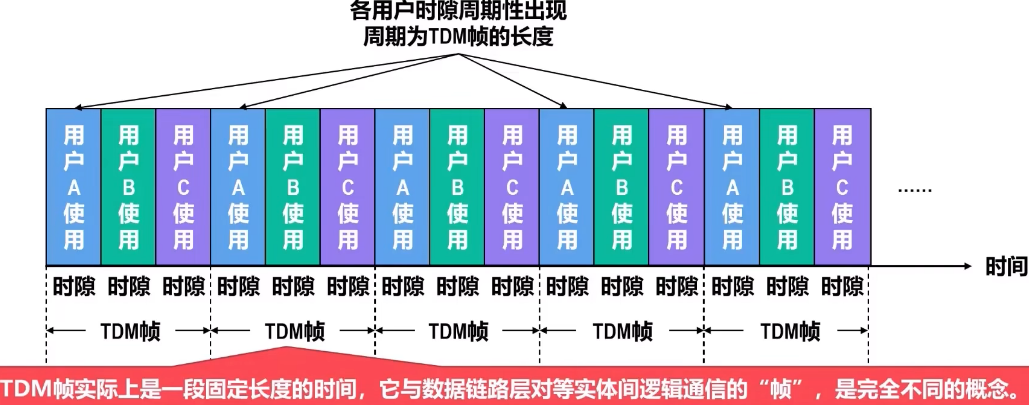 各用户时隙周期性出现
周期为TDM帧的长度
用户A使用 用户B使用 用户C使用 用户A使用 用户B使用 用户C使用 用户A使用 用户B使用 用户C使用 用户A使用 用户B使用 用户C使用 用户A使用 用户B使用 用户C使用 ……
时间
时隙 时隙 时隙 时隙 时隙 时隙 时隙 时隙 时隙 时隙 时隙 时隙 时隙 时隙 时隙
TDM帧 TDM帧 TDM帧 TDM帧 TDM帧
TDM帧实际上是一段固定长度的时间，它与数据链路层对等实体间逻辑通信的“帧”，是完全不同的概念。